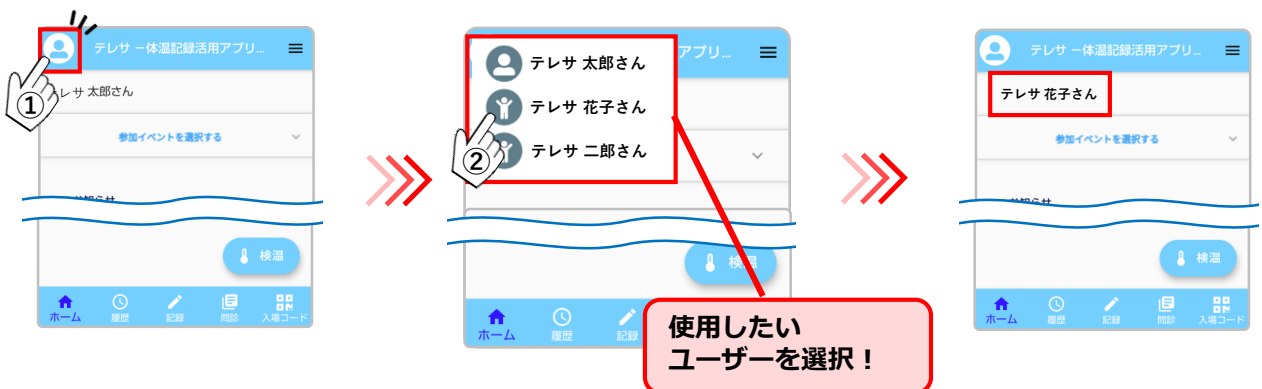 テレサ －体温記録活用アプリ...
レサ 太郎さん
①
参加イベントを選択する
検温
ホーム
履歴
記録
問診
入場コード
アプリ...
テレサ 太郎さん
テレサ 花子さん
②
テレサ 二郎さん
検温
ホーム
履歴
記録
使用したい
ユーザーを選択！
テレサ －体温記録活用アプリ...
テレサ 花子さん
参加イベントを選択する
検温
ホーム
履歴
記録
問診
入場コード